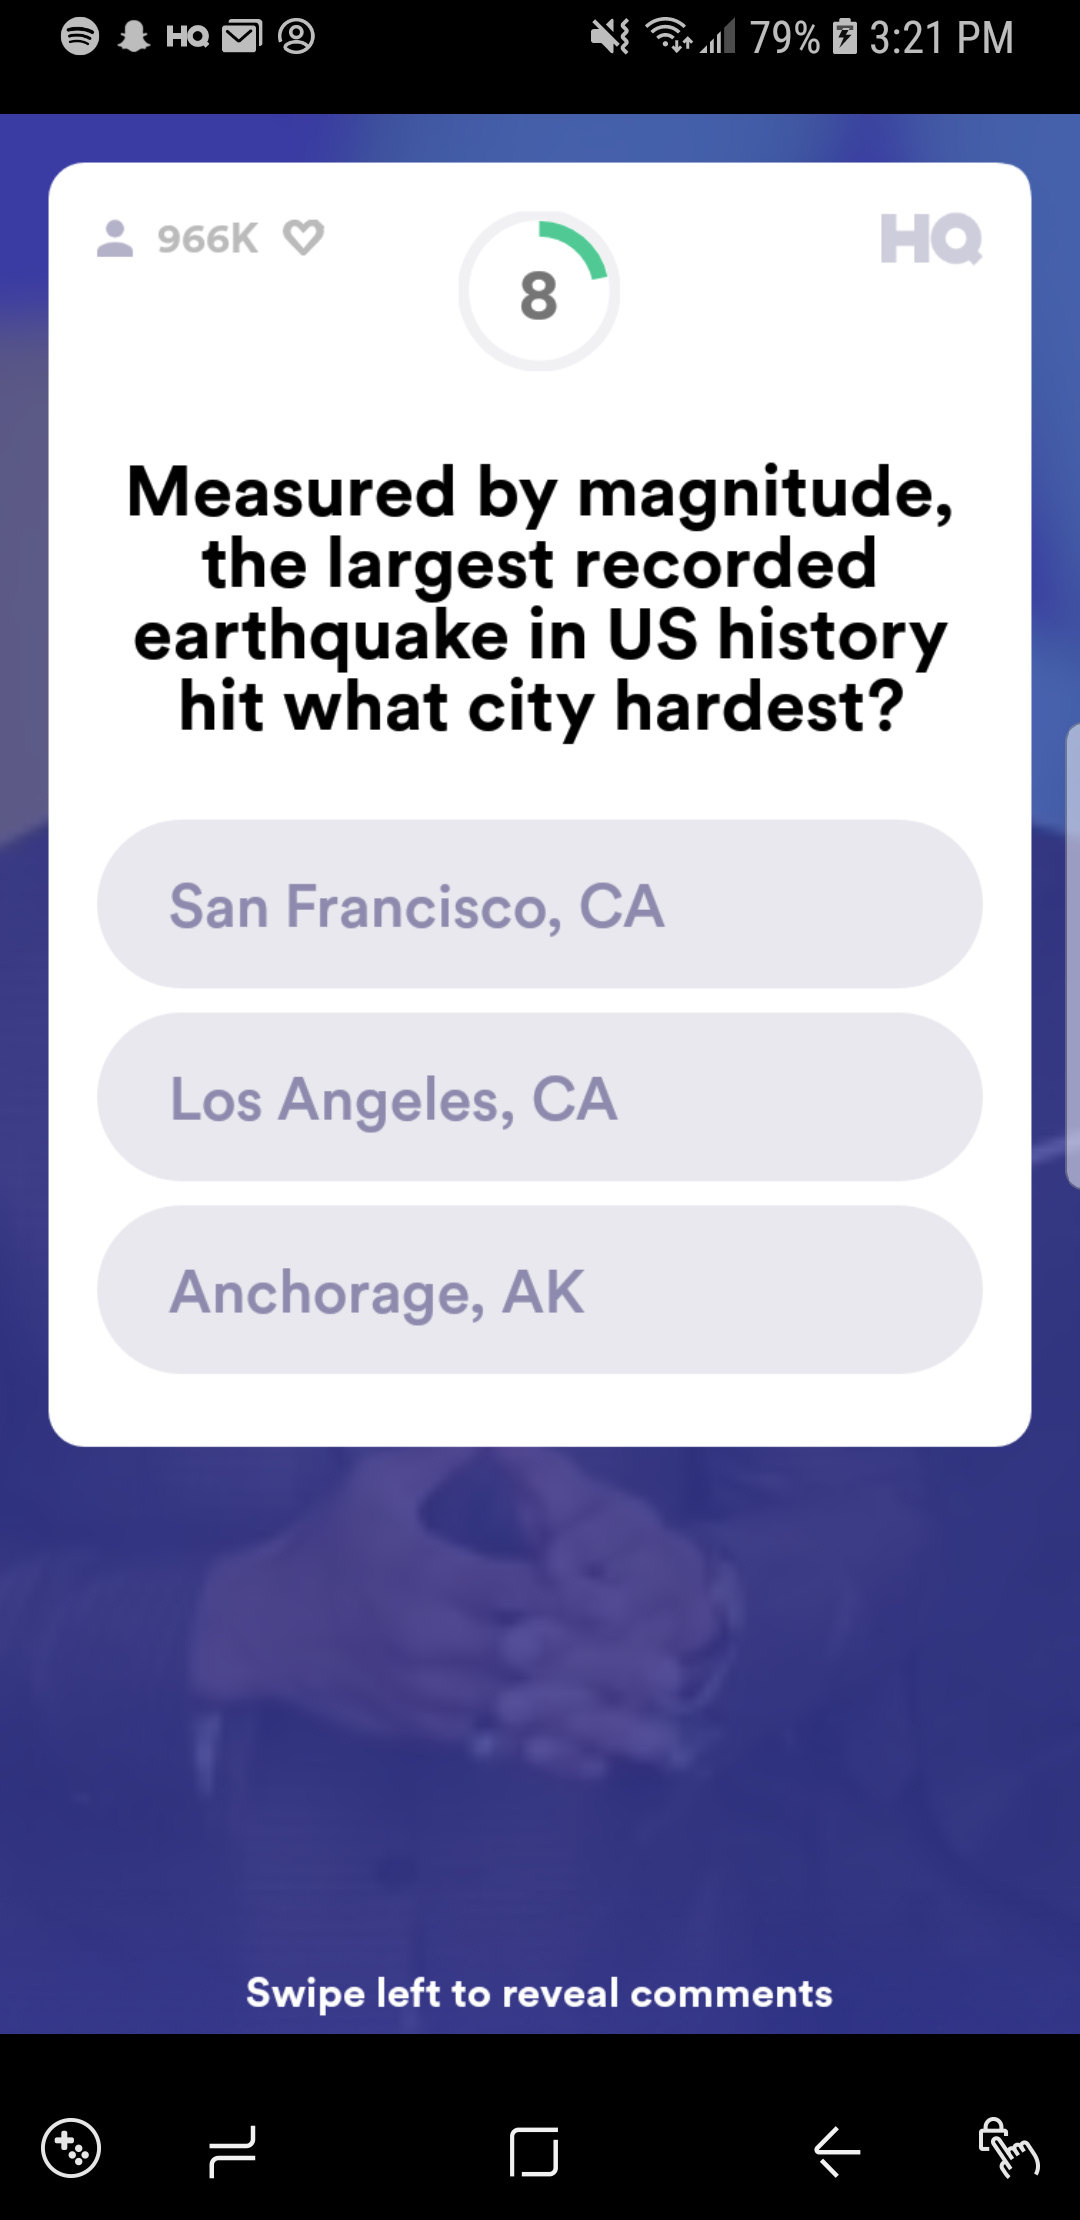 HQ 79% 3:21 PM
966K 8 HQ
Measured by magnitude,
the largest recorded
earthquake in US history
hit what city hardest?
San Francisco, CA
Los Angeles, CA
Anchorage, AK
Swipe left to reveal comments